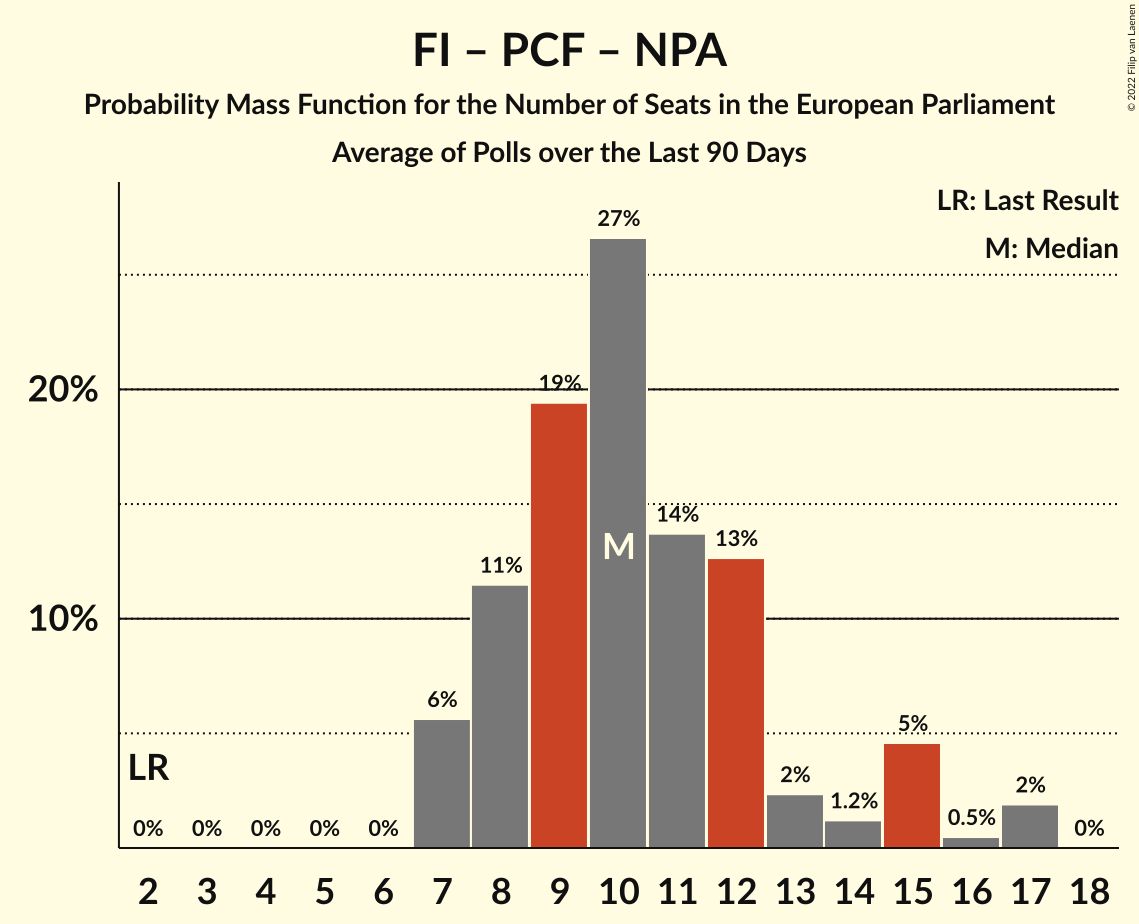 FI – PCF – NPA
Probability Mass Function for the Number of Seats in the European Parliament
Average of Polls over the Last 90 Days
© 2022 Filip van Laenen
LR: Last Result
M: Median
27%
20%
19%
14%
13%
M
11%
10%
6%
5%
LR
2%
2%
1.2%
0.5%
0% 0% 0% 0% 0% 0%
2 3 4 5 6 7 8 9 10 11 12 13 14 15 16 17 18